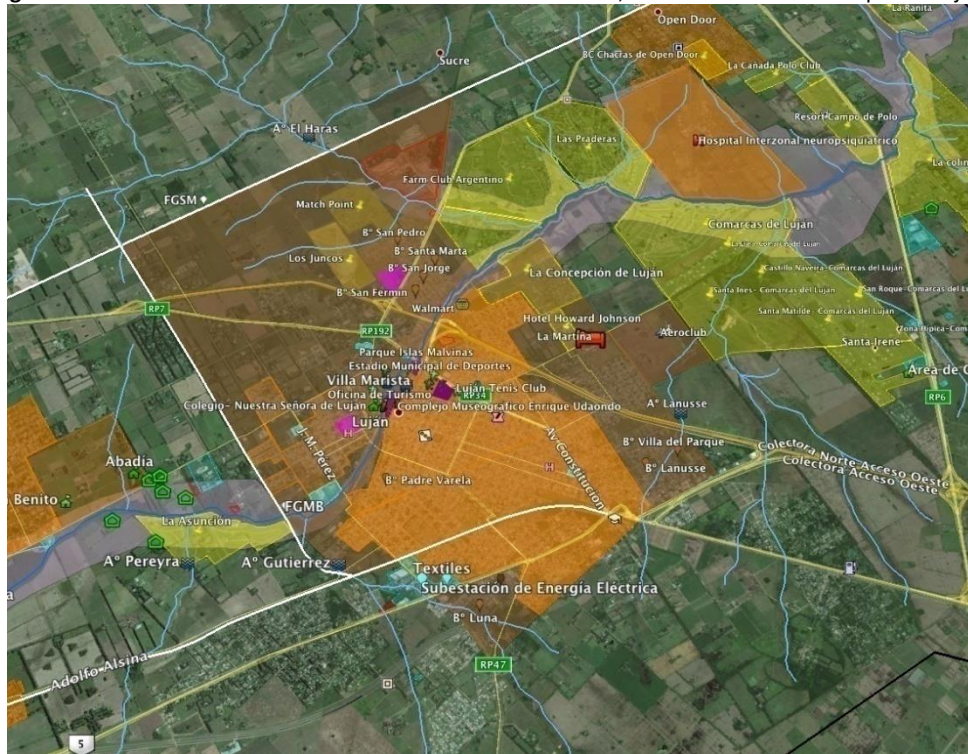 Open Door
La Ranita
BC Chacras de Open Door
La Cañada Polo Club
Sucre
Resort Campo de Polo
A° El Haras
Las Praderas
Hospital Interzonal neuropsiquiatrico
Farm Club Argentino
FGSM
Match Point
B° San Pedro
Comarcas de Luján
B° Santa Marta
Los Juncos
B° San Jorge
La Concepción de Luján
Castillo Naveira- Comarcas del Luján
B° San Fermin
Santa Ines - Comarcas del Luján
San Roque- Comarcas del Lu
Walmart
RP7
Hotel Howard Johnson
Santa Matilde - Comarcas del Luján
RP192
La Martina
Aeroclub
Santa Irene
Parque Islas Malvinas
Estadio Municipal de Deportes
Villa Marista
Luján Tenis Club
RP34
RP6
Oficina de Turismo
Complejo Museografico Enrique Udaondo
Colegio- Nuestra Señora de Luján
A° Lanusse
Luján
J. M. Perez
Av Constitucion
B° Villa del Parque
Colectora Norte Acceso Oeste
Colectora Acceso Oeste
Abadía
B° Lanusse
B° Padre Varela
Benito
FGMB
La Asunción
A° Pereyra
A° Gutierrez
Textiles
Subestación de Energía Eléctrica
B° Luna
Adolfo Alsina
RP47
5